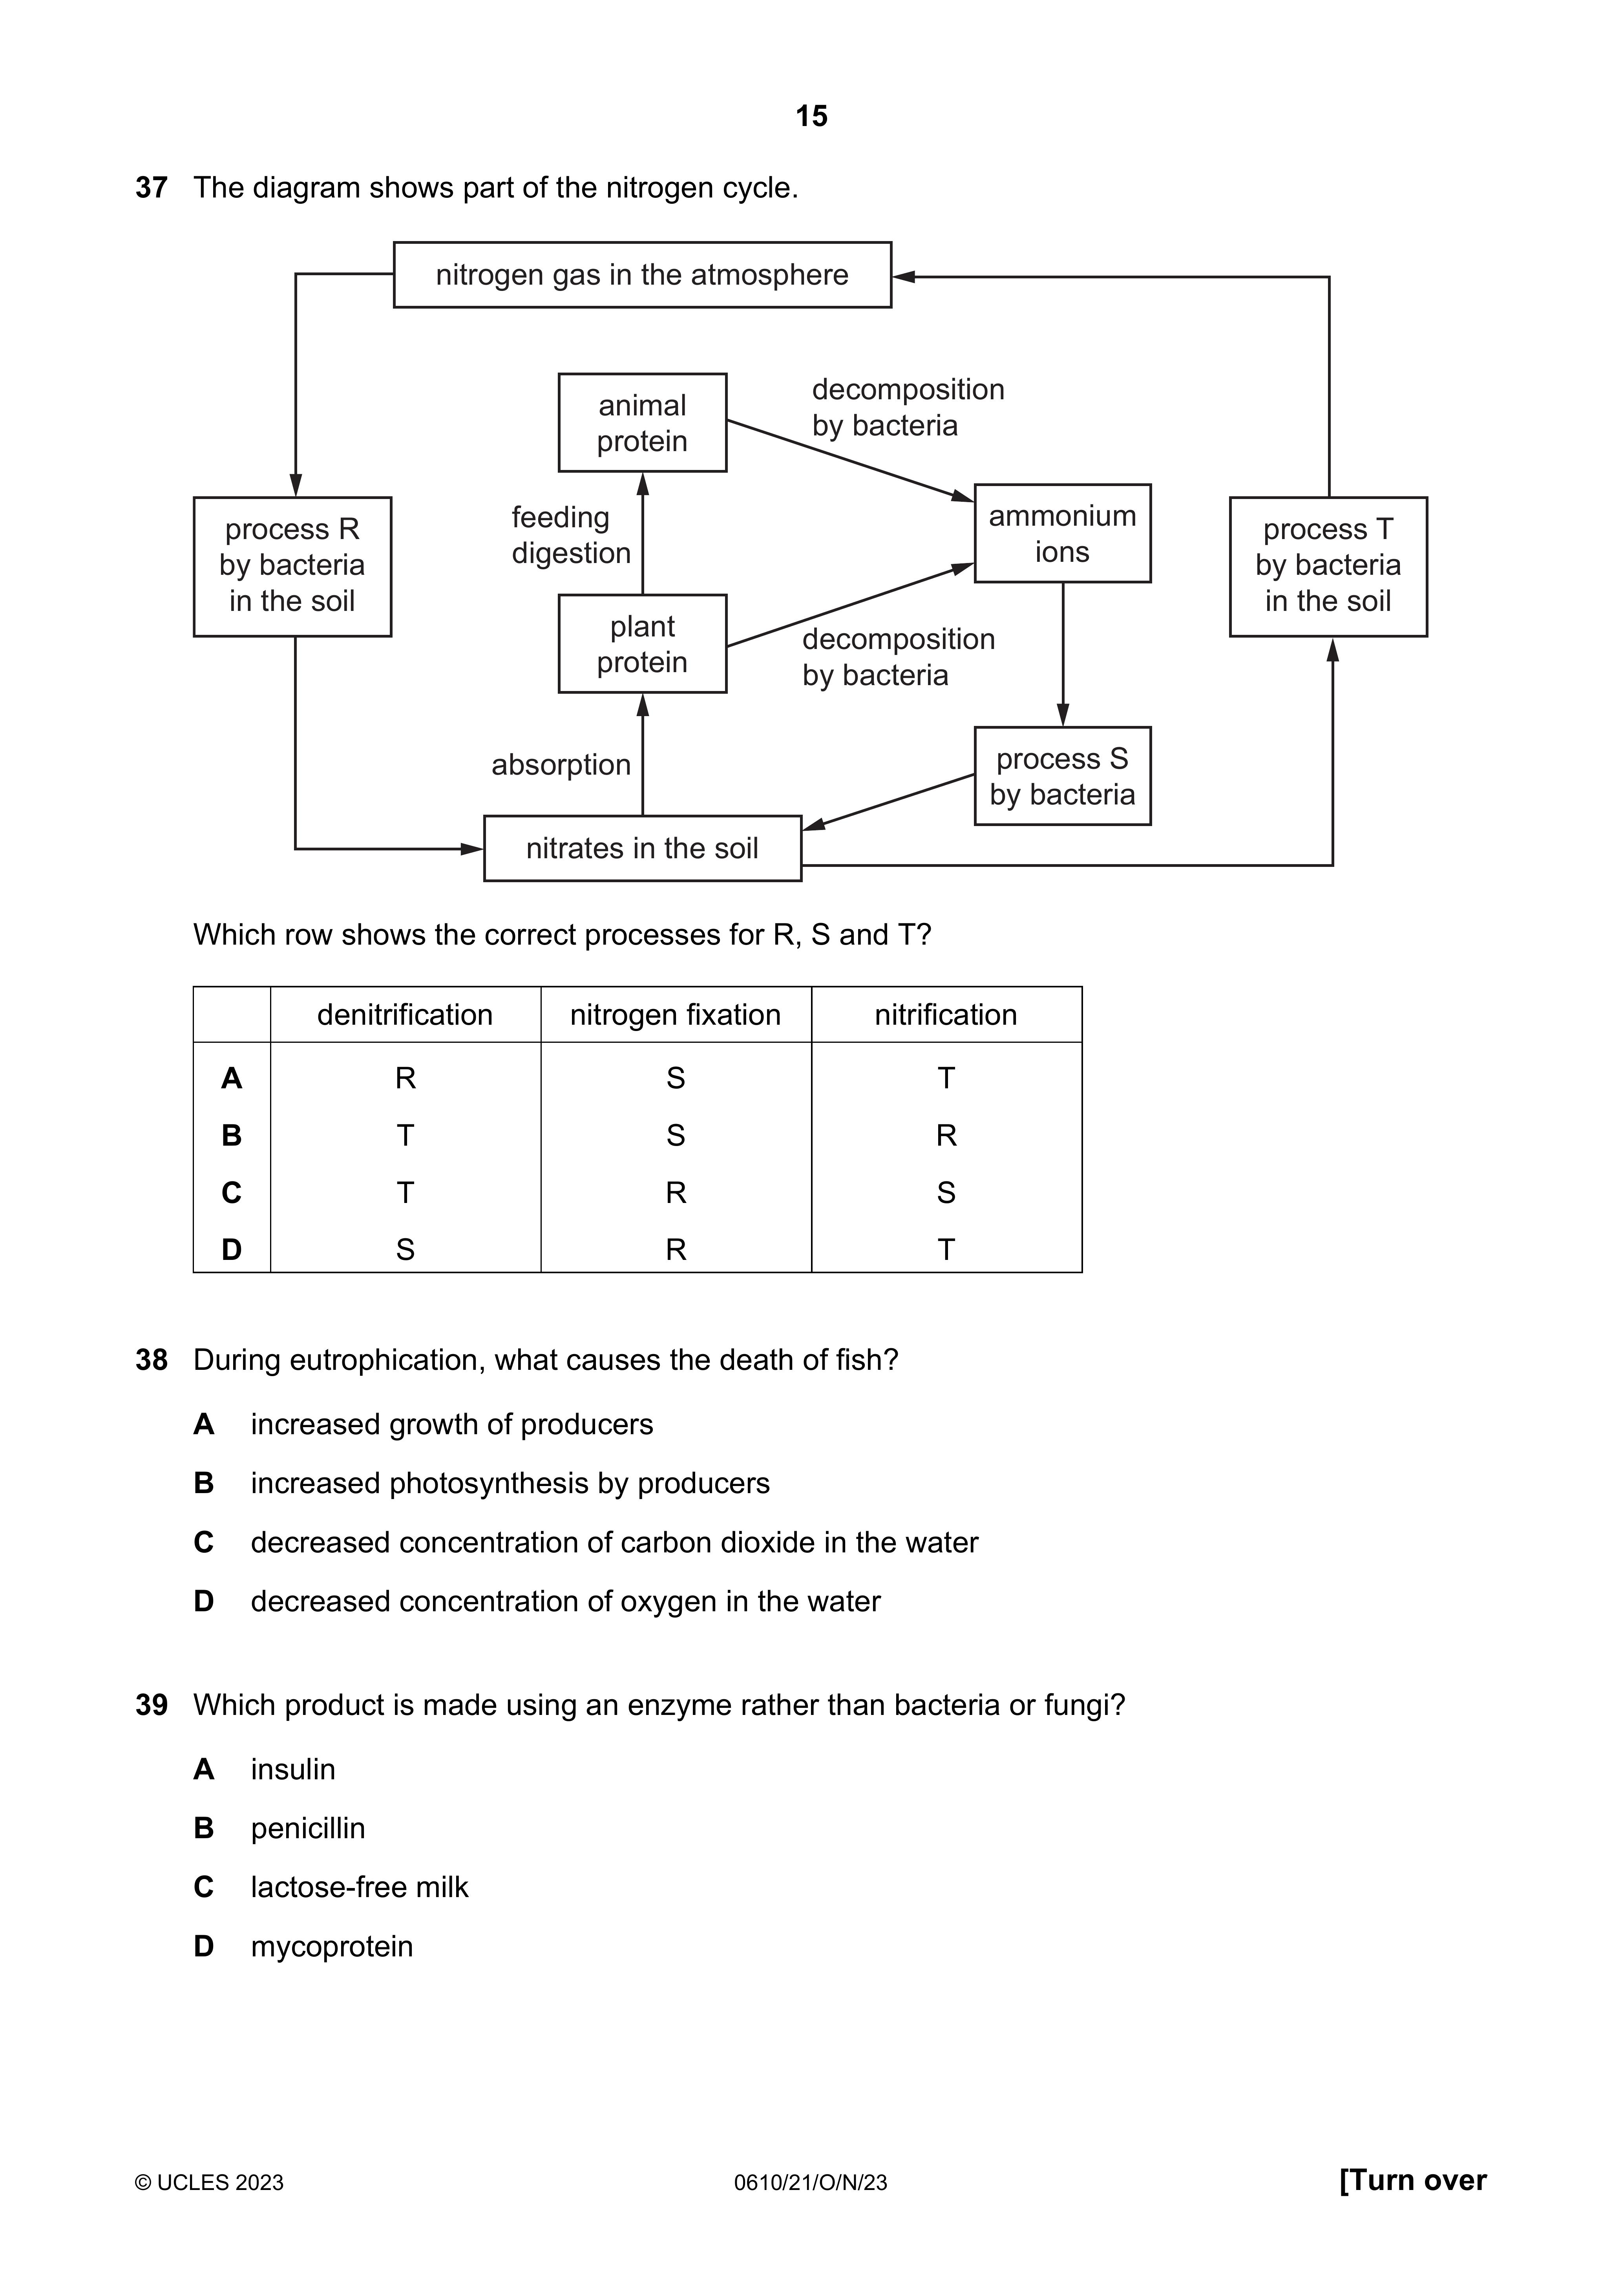 15
37 The diagram shows part of the nitrogen cycle.
nitrogen gas in the atmosphere
animal
protein
decomposition
by bacteria
feeding
digestion
ammonium
ions
process R
by bacteria
in the soil
process T
by bacteria
in the soil
plant
protein
decomposition
by bacteria
absorption
process S
by bacteria
nitrates in the soil
Which row shows the correct processes for R, S and T?
denitrification nitrogen fixation nitrification
A R S T
B T S R
C T R S
D S R T
38 During eutrophication, what causes the death of fish?
A increased growth of producers
B increased photosynthesis by producers
C decreased concentration of carbon dioxide in the water
D decreased concentration of oxygen in the water
39 Which product is made using an enzyme rather than bacteria or fungi?
A insulin
B penicillin
C lactose-free milk
D mycoprotein
© UCLES 2023 0610/21/O/N/23 [Turn over